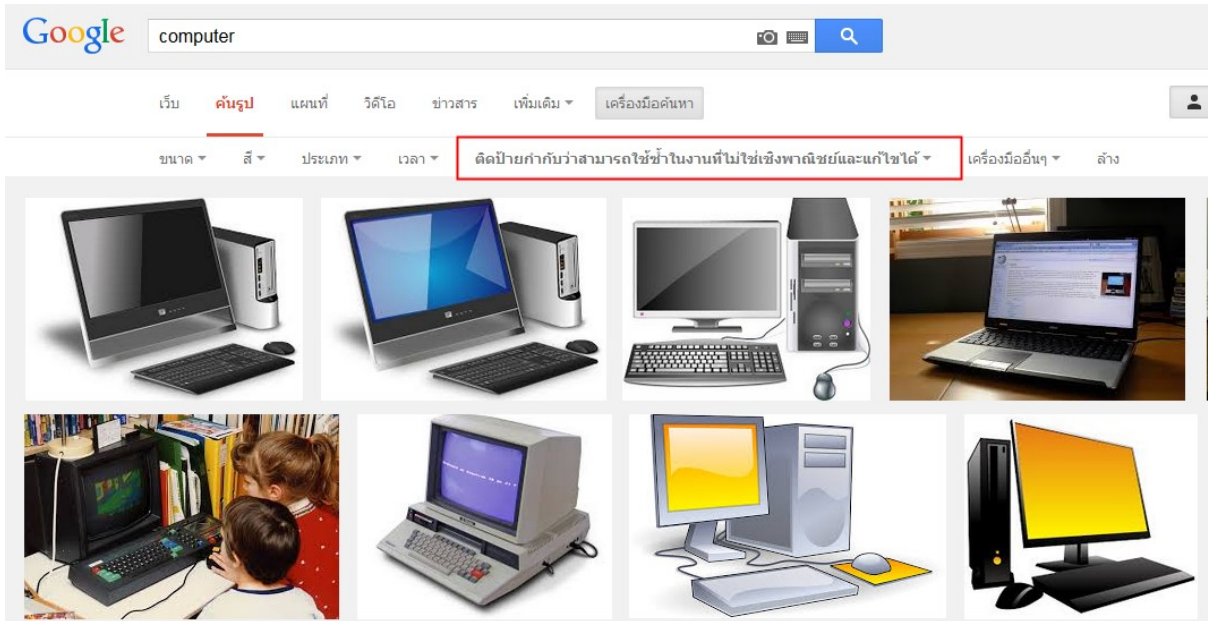 Google computer
เว็บ ค้นรูป แผนที่ วิดีโอ ข่าวสาร เพิ่มเติม เครื่องมือค้นหา
ขนาด สี ประเภท เวลา ติดป้ายกำกับว่าสามารถใช้ซ้ำในงานที่ไม่ใช่เชิงพาณิชย์และแก้ไขได้ เครื่องมืออื่นๆ ล้าง